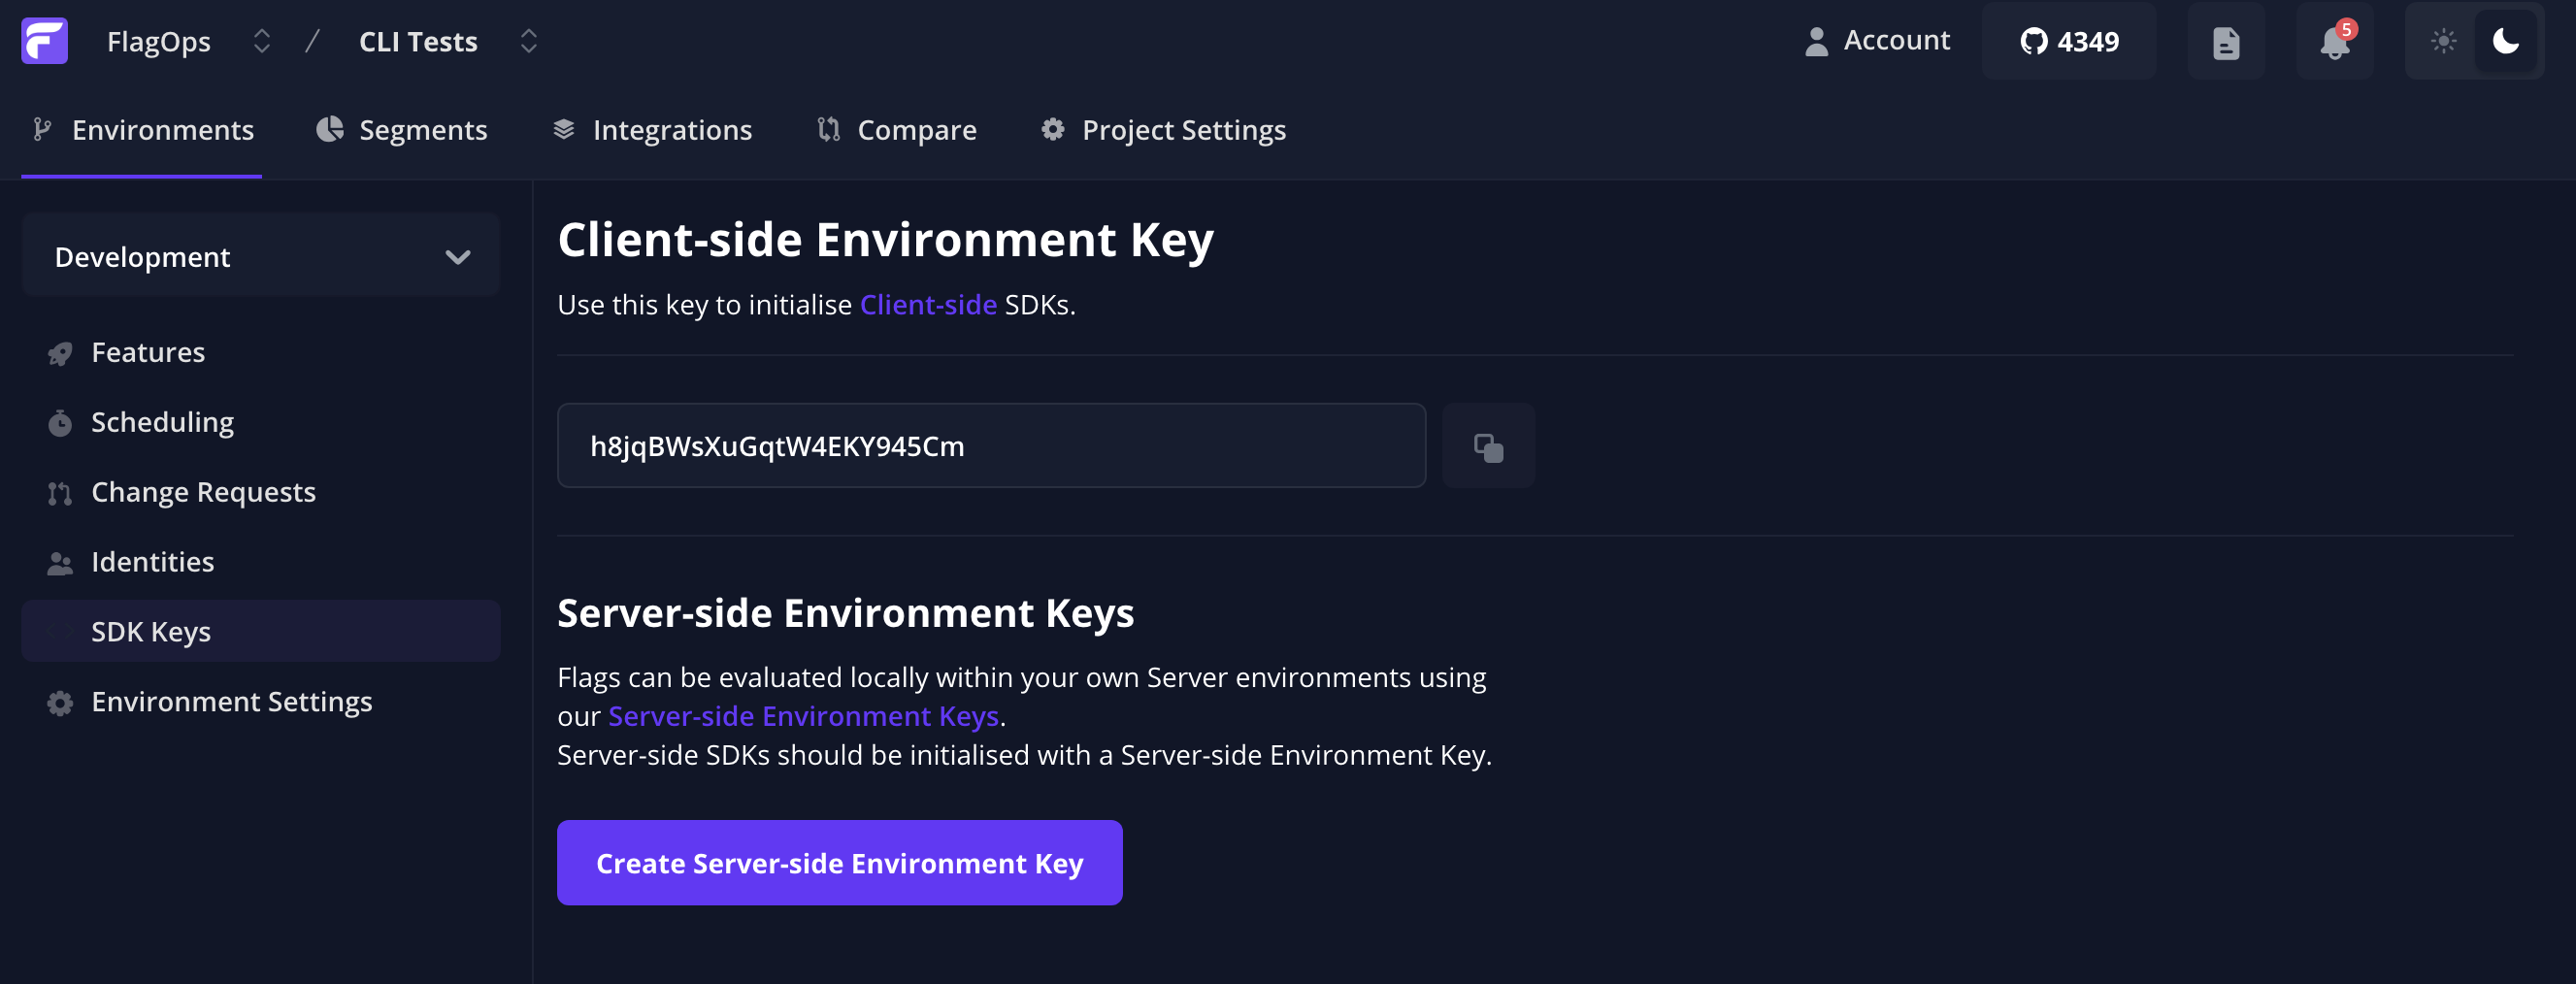 FlagOps / CLI Tests
Account
4349
5
Environments
Segments
Integrations
Compare
Project Settings
Development
Features
Scheduling
Change Requests
Identities
SDK Keys
Environment Settings
Client-side Environment Key
Use this key to initialise Client-side SDKs.
h8jqBWsXuGqtW4EKY945Cm
Server-side Environment Keys
Flags can be evaluated locally within your own Server environments using
our Server-side Environment Keys.
Server-side SDKs should be initialised with a Server-side Environment Key.
Create Server-side Environment Key